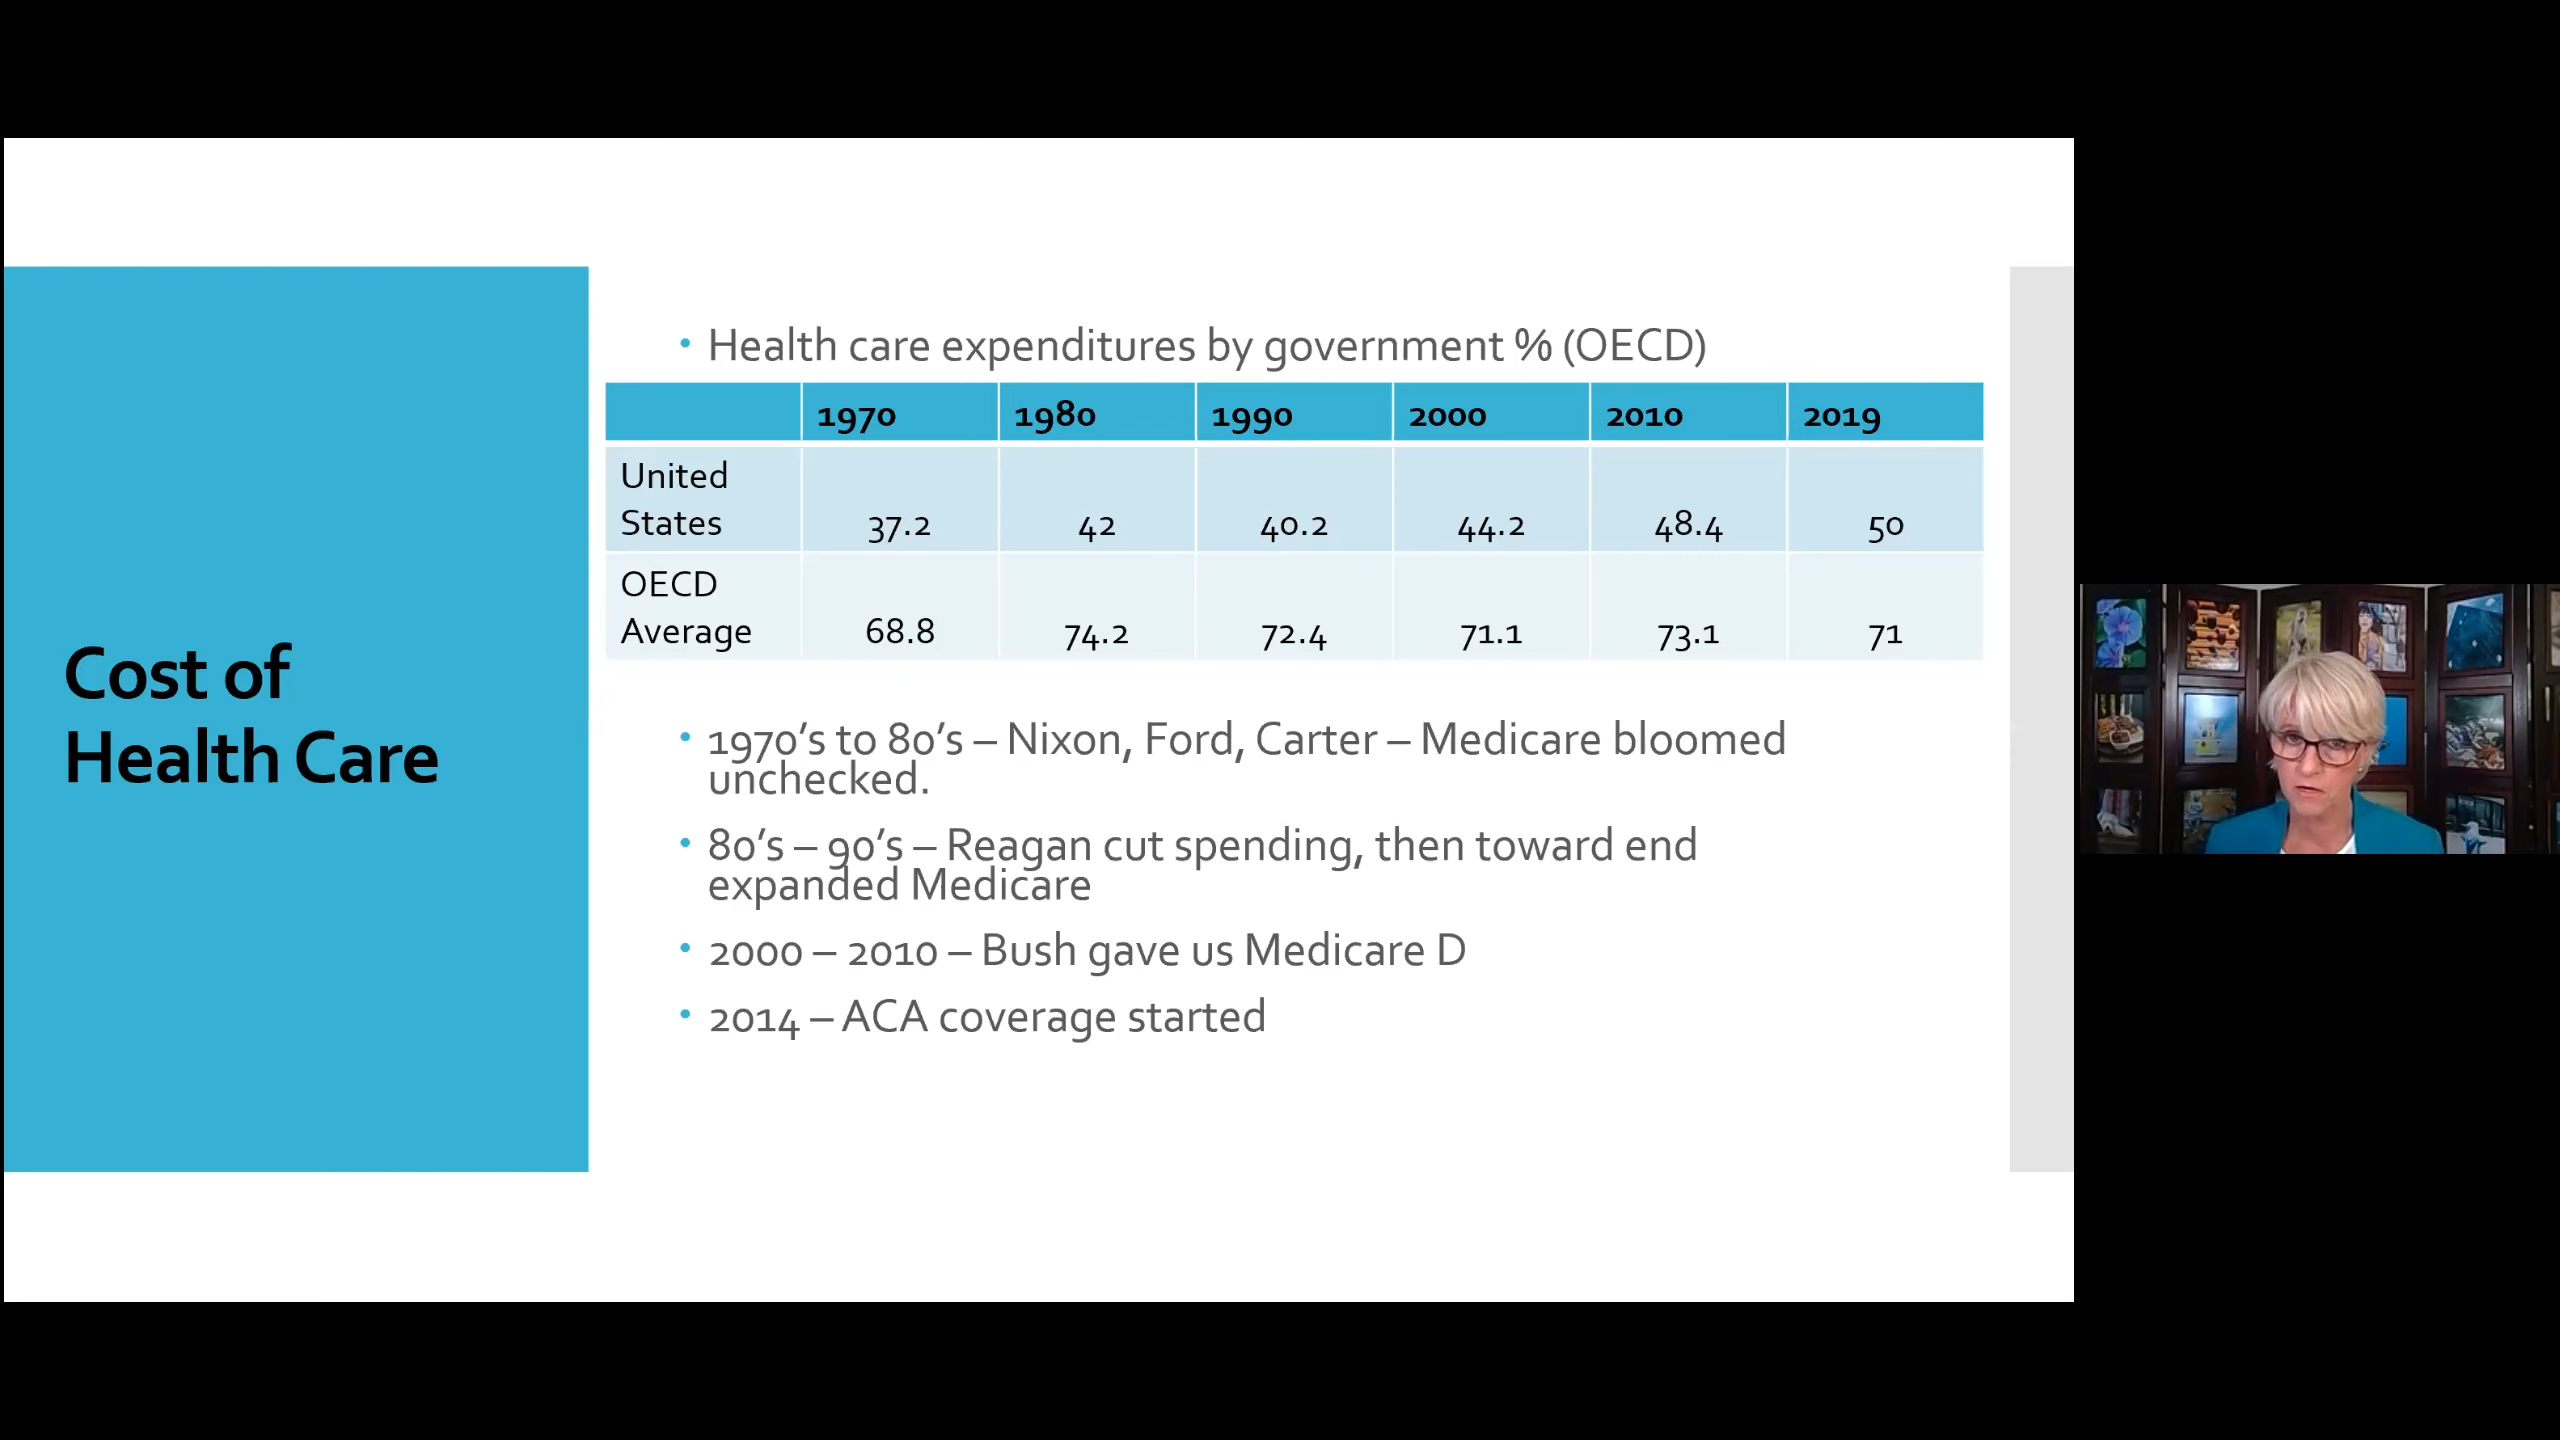 Cost of
Health Care
• Health care expenditures by government % (OECD)
1970 1980 1990 2000 2010 2019
United
States 37.2 42 40.2 44.2 48.4 50
OECD
Average 68.8 74.2 72.4 71.1 73.1 71
• 1970’s to 80’s – Nixon, Ford, Carter – Medicare bloomed
unchecked.
• 80’s – 90’s – Reagan cut spending, then toward end
expanded Medicare
• 2000 – 2010 – Bush gave us Medicare D
• 2014 – ACA coverage started